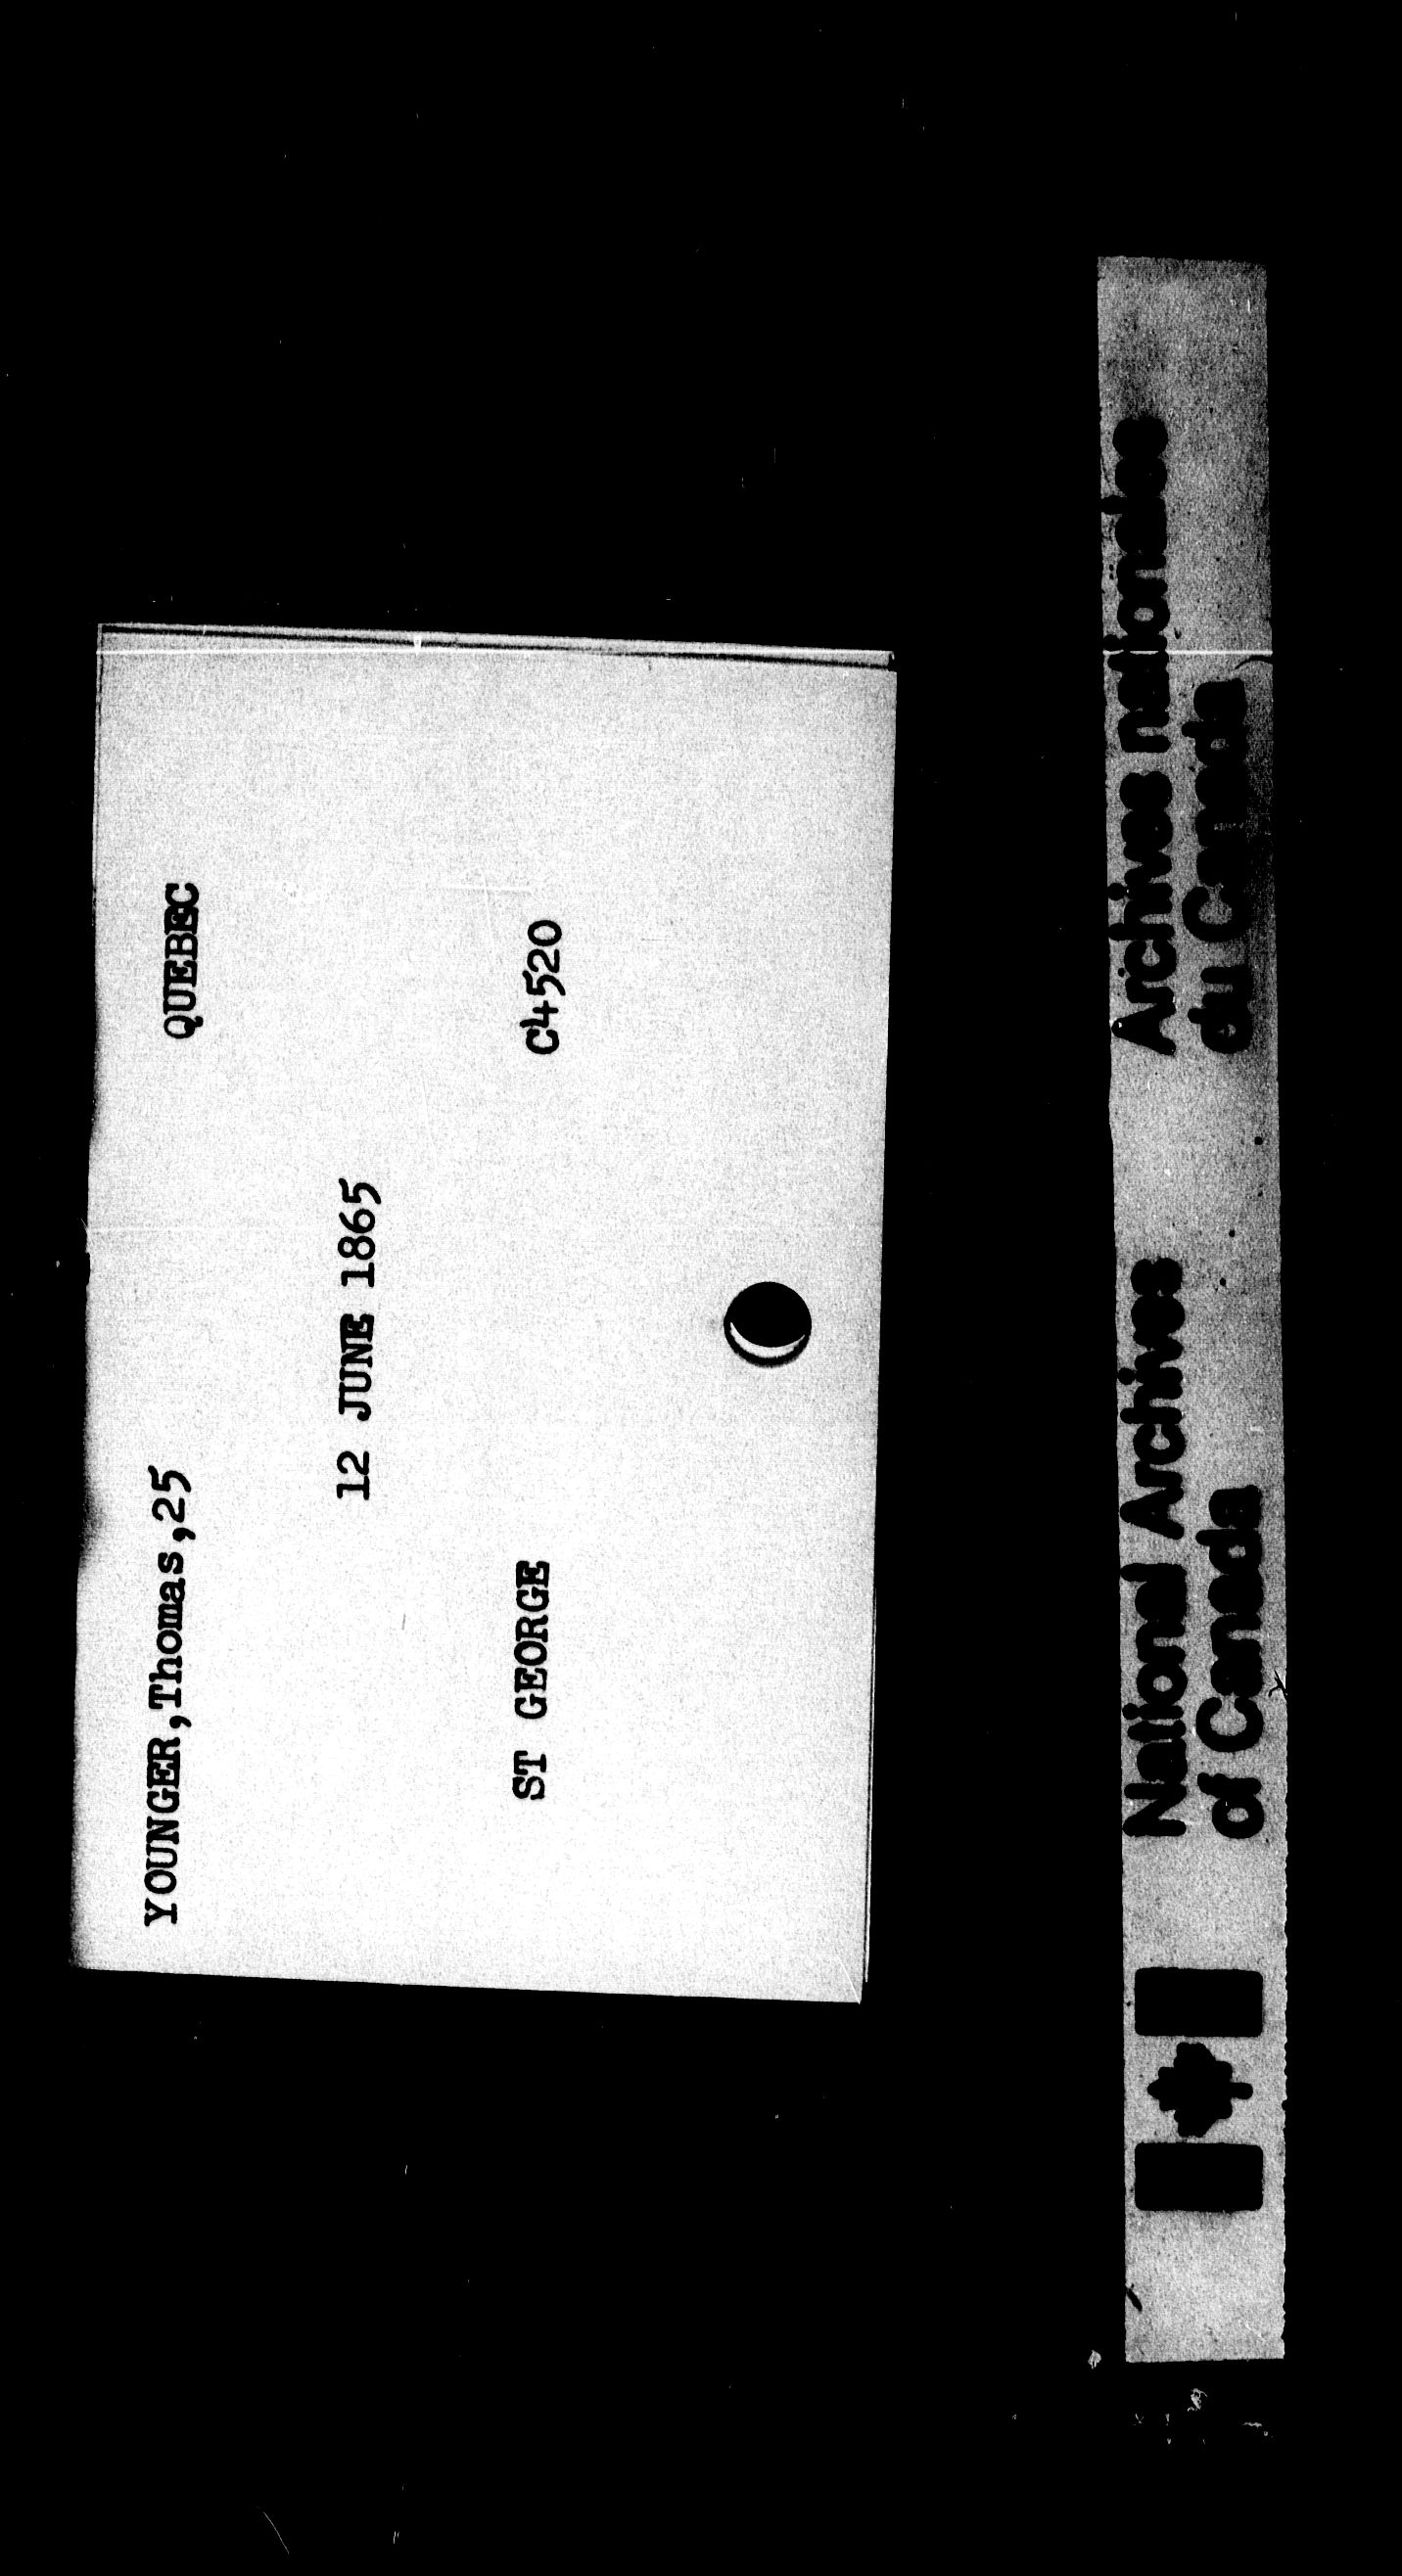 YOUNGER,Thomas,25 QUEBEC
12 JUNE 1865
ST GEORGE C4520
National Archives
of Canada
Archives nationales
du Canada